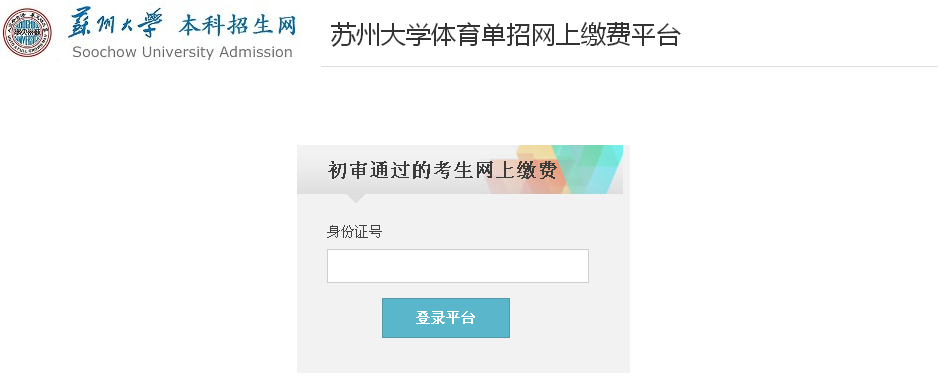 蘇州大学 本科招生网
Soochow University Admission
苏州大学体育单招网上缴费平台
初审通过的考生网上缴费
身份证号
登录平台